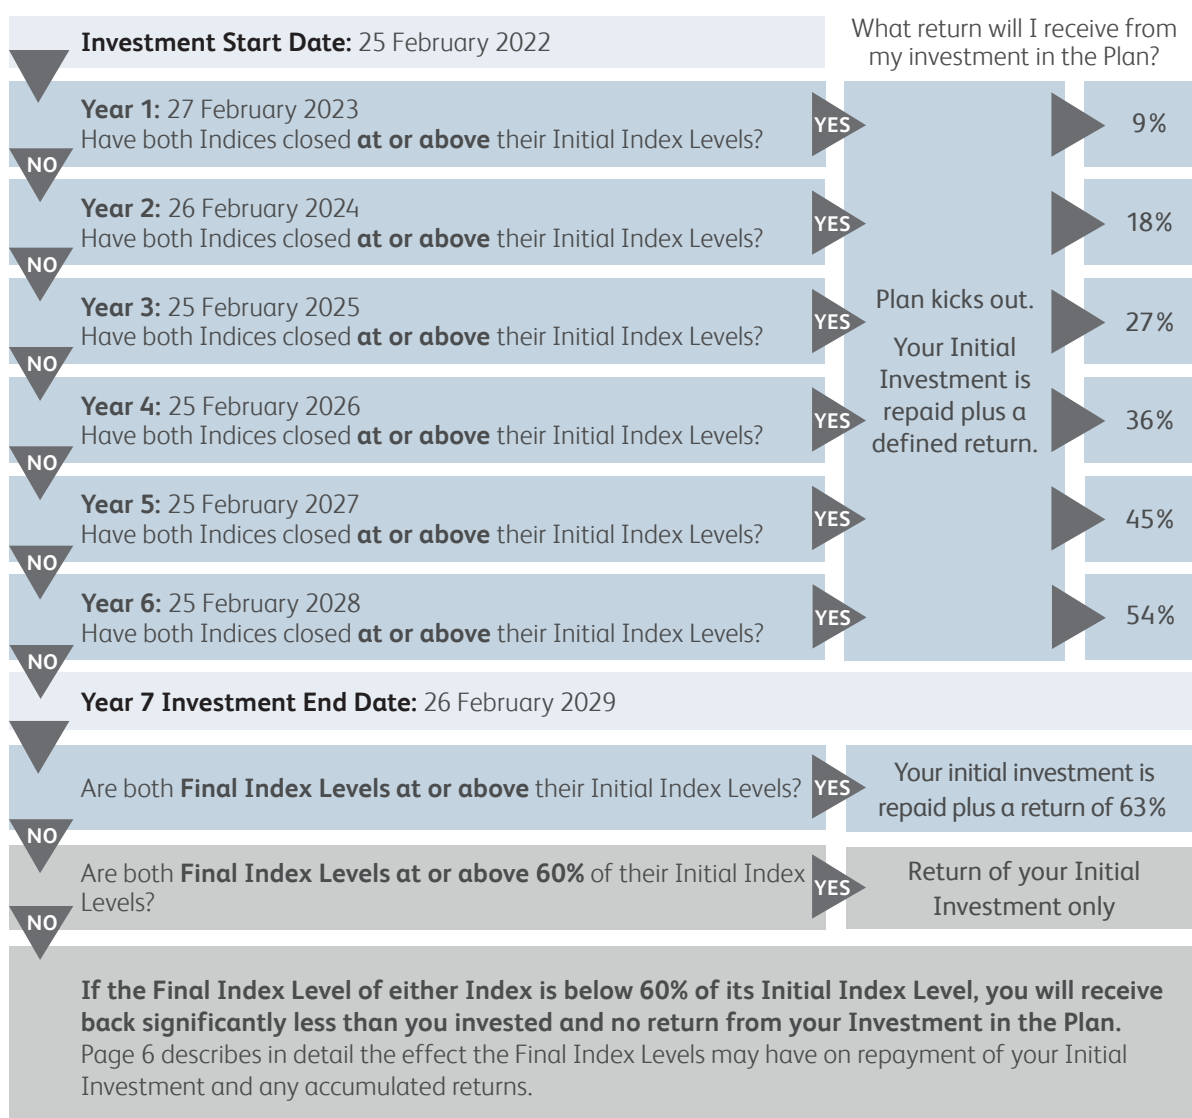 Investment Start Date: 25 February 2022
What return will I receive from
my investment in the Plan?
Year 1: 27 February 2023
Have both Indices closed at or above their Initial Index Levels?
YES
9%
NO
Year 2: 26 February 2024
Have both Indices closed at or above their Initial Index Levels?
YES
18%
NO
Year 3: 25 February 2025
Have both Indices closed at or above their Initial Index Levels?
YES
27%
NO
Year 4: 25 February 2026
Have both Indices closed at or above their Initial Index Levels?
YES
36%
NO
Year 5: 25 February 2027
Have both Indices closed at or above their Initial Index Levels?
YES
45%
NO
Year 6: 25 February 2028
Have both Indices closed at or above their Initial Index Levels?
YES
54%
NO
Plan kicks out.
Your Initial
Investment is
repaid plus a
defined return.
Year 7 Investment End Date: 26 February 2029
Are both Final Index Levels at or above their Initial Index Levels?
YES
Your initial investment is
repaid plus a return of 63%
NO
Are both Final Index Levels at or above 60% of their Initial Index
Levels?
YES
Return of your Initial
Investment only
NO
If the Final Index Level of either Index is below 60% of its Initial Index Level, you will receive
back significantly less than you invested and no return from your Investment in the Plan.
Page 6 describes in detail the effect the Final Index Levels may have on repayment of your Initial
Investment and any accumulated returns.